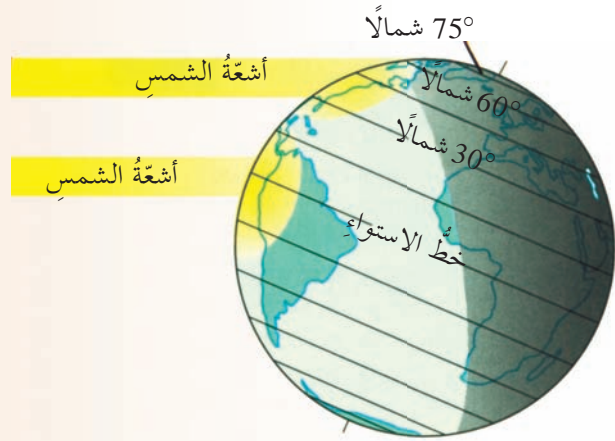 75° شمالًا
أشعّةُ الشمسِ
60° شمالًا
30° شمالًا
أشعّةُ الشمسِ
خطُّ الاستواءِ